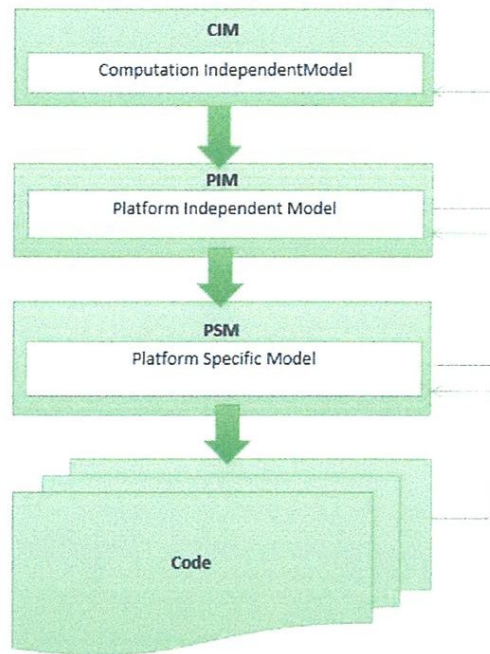 CIM
Computation IndependentModel
PIM
Platform Independent Model
PSM
Platform Specific Model
Code